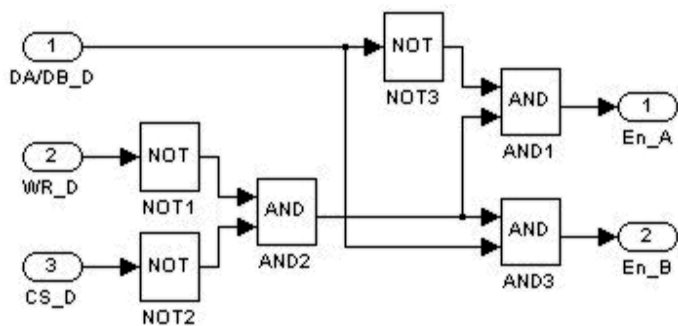 1
DA/DB_D
NOT
NOT3
AND
AND1
1
En_A
2
WR_D
NOT
NOT1
AND
AND2
3
CS_D
NOT
NOT2
AND
AND3
2
En_B